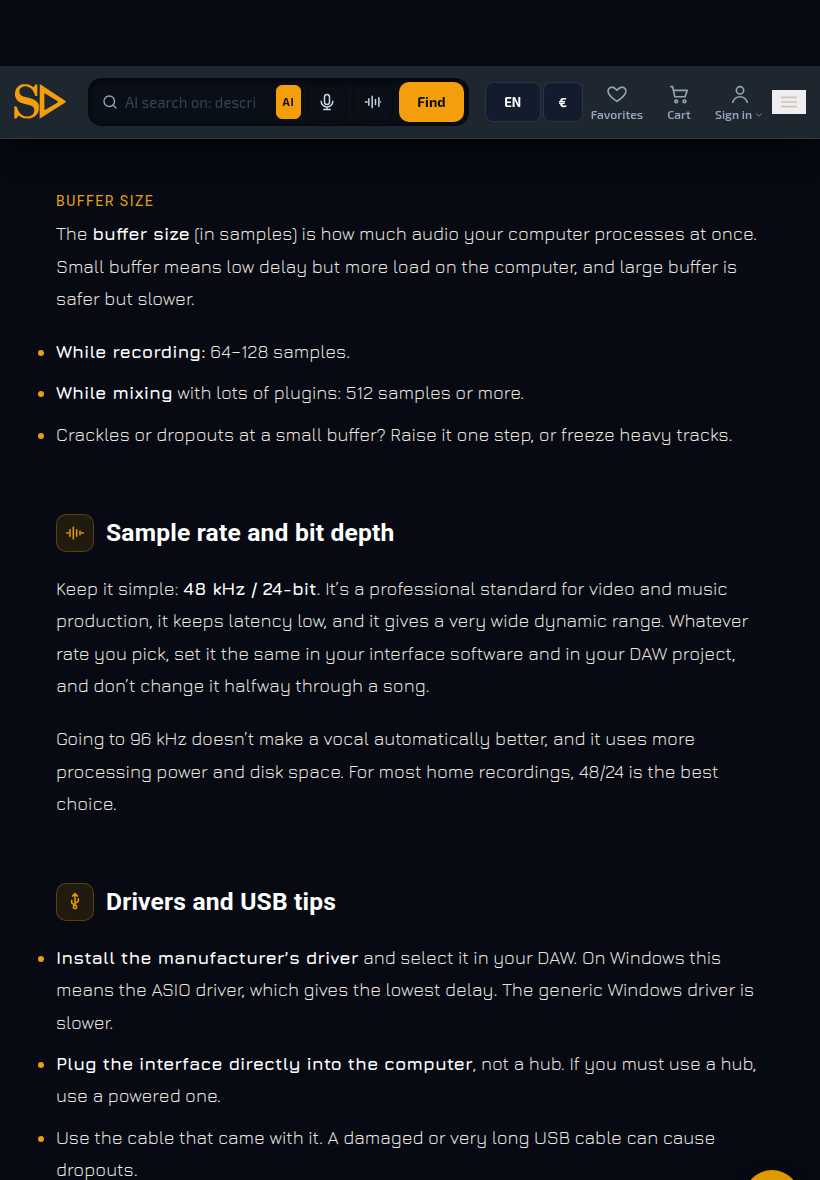 SD
AI search on: descri
AI
Find
EN
€
Favorites
Cart
Sign in
BUFFER SIZE
The buffer size (in samples) is how much audio your computer processes at once.
Small buffer means low delay but more load on the computer, and large buffer is
safer but slower.
While recording: 64–128 samples.
While mixing with lots of plugins: 512 samples or more.
Crackles or dropouts at a small buffer? Raise it one step, or freeze heavy tracks.
Sample rate and bit depth
Keep it simple: 48 kHz / 24-bit. It's a professional standard for video and music
production, it keeps latency low, and it gives a very wide dynamic range. Whatever
rate you pick, set it the same in your interface software and in your DAW project,
and don't change it halfway through a song.
Going to 96 kHz doesn't make a vocal automatically better, and it uses more
processing power and disk space. For most home recordings, 48/24 is the best
choice.
Drivers and USB tips
Install the manufacturer's driver and select it in your DAW. On Windows this
means the ASIO driver, which gives the lowest delay. The generic Windows driver is
slower.
Plug the interface directly into the computer, not a hub. If you must use a hub,
use a powered one.
Use the cable that came with it. A damaged or very long USB cable can cause
dropouts.